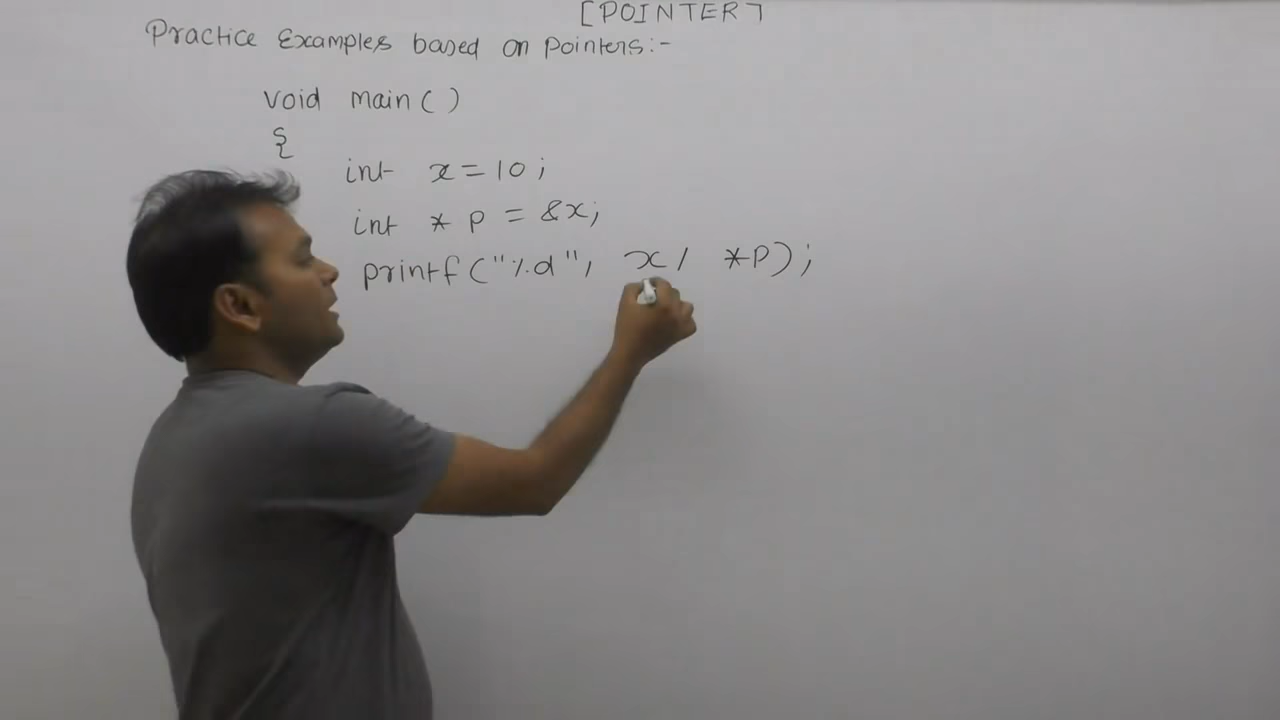 [POINTER]
Practice Examples based on Pointers:-
void main()
{
int x=10;
int * p = &x;
printf("%d", x/ *p);